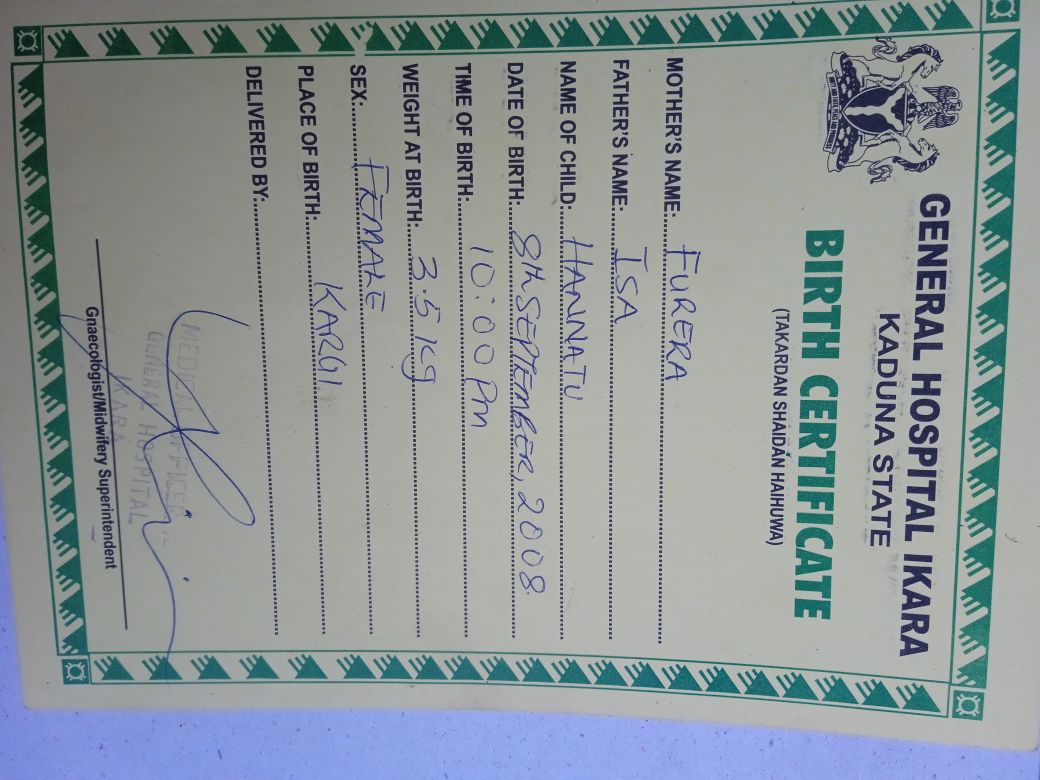 GENERAL HOSPITAL IKARA
KADUNA STATE
BIRTH CERTIFICATE
(TAKARDAN SHAIDAN HAIHUWA)
MOTHER'S NAME: FURERA
FATHER'S NAME: ISA
NAME OF CHILD: HANNATU
DATE OF BIRTH: 8th SEPTEMBER, 2008
TIME OF BIRTH: 10:00 Pm
WEIGHT AT BIRTH: 3.5 Kg
SEX: FEMALE
PLACE OF BIRTH: KARGI
DELIVERED BY:
MEDICAL OFFICER
GENERAL HOSPITAL
IKARA
Gnaecologist/Midwifery Superintendent